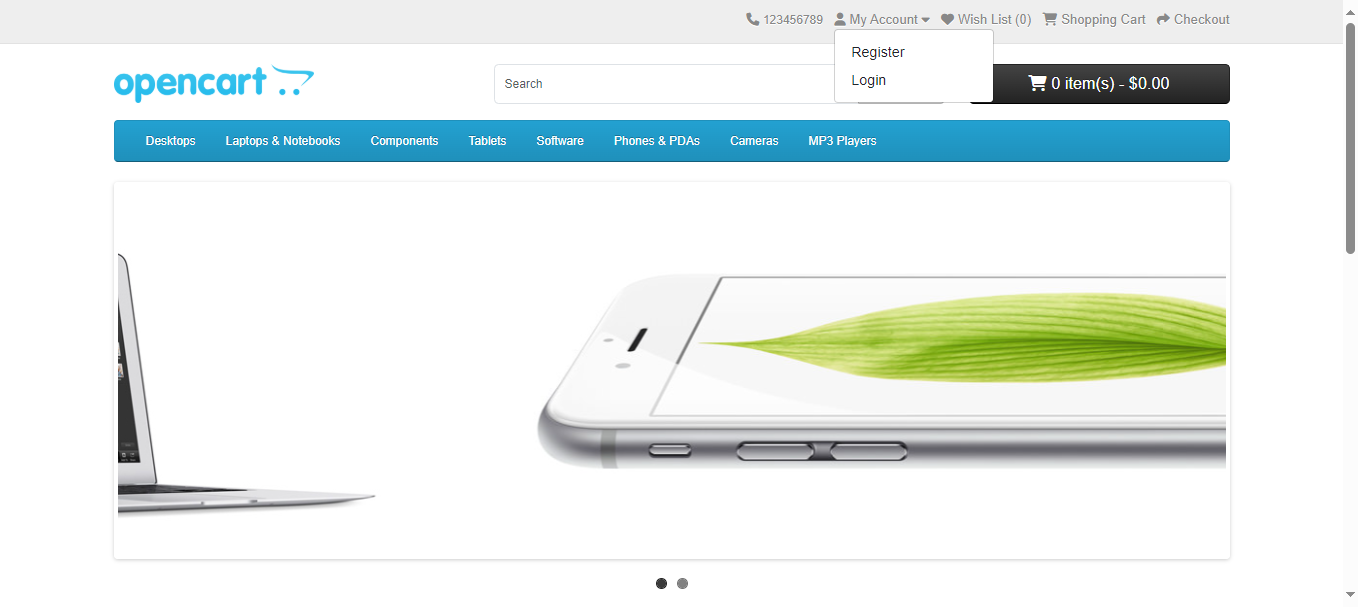 123456789 My Account Wish List (0) Shopping Cart Checkout
Register
Login
opencart
Search
0 item(s) - $0.00
Desktops Laptops & Notebooks Components Tablets Software Phones & PDAs Cameras MP3 Players